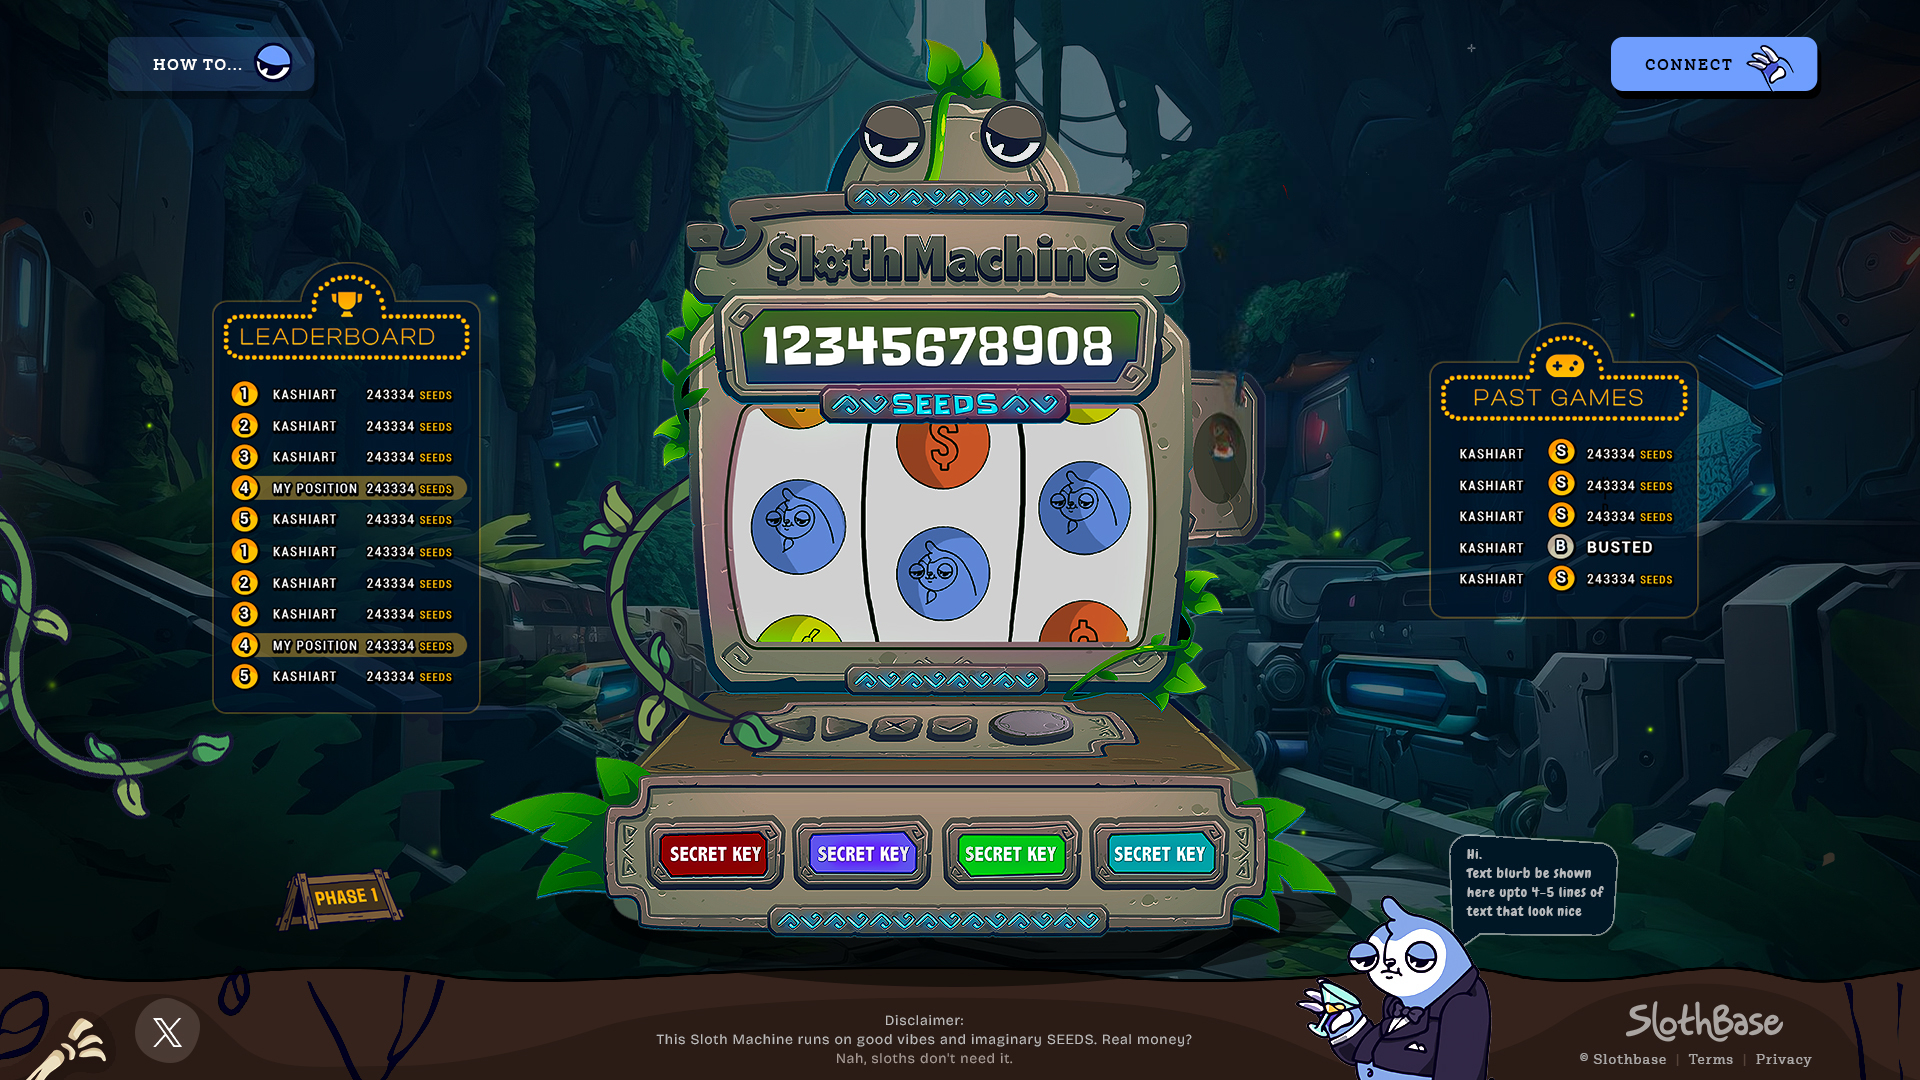 HOW TO...
CONNECT
$lothMachine
12345678908
SEEDS
LEADERBOARD
1 KASHIART 243334 SEEDS
2 KASHIART 243334 SEEDS
3 KASHIART 243334 SEEDS
4 MY POSITION 243334 SEEDS
5 KASHIART 243334 SEEDS
1 KASHIART 243334 SEEDS
2 KASHIART 243334 SEEDS
3 KASHIART 243334 SEEDS
4 MY POSITION 243334 SEEDS
5 KASHIART 243334 SEEDS
PAST GAMES
KASHIART S 243334 SEEDS
KASHIART S 243334 SEEDS
KASHIART S 243334 SEEDS
KASHIART B BUSTED
KASHIART S 243334 SEEDS
$
SECRET KEY
SECRET KEY
SECRET KEY
SECRET KEY
PHASE 1
Hi.
Text blurb be shown
here upto 4-5 lines of
text that look nice
Disclaimer:
This Sloth Machine runs on good vibes and imaginary SEEDS. Real money?
Nah, sloths don't need it.
SlothBase
© Slothbase | Terms | Privacy